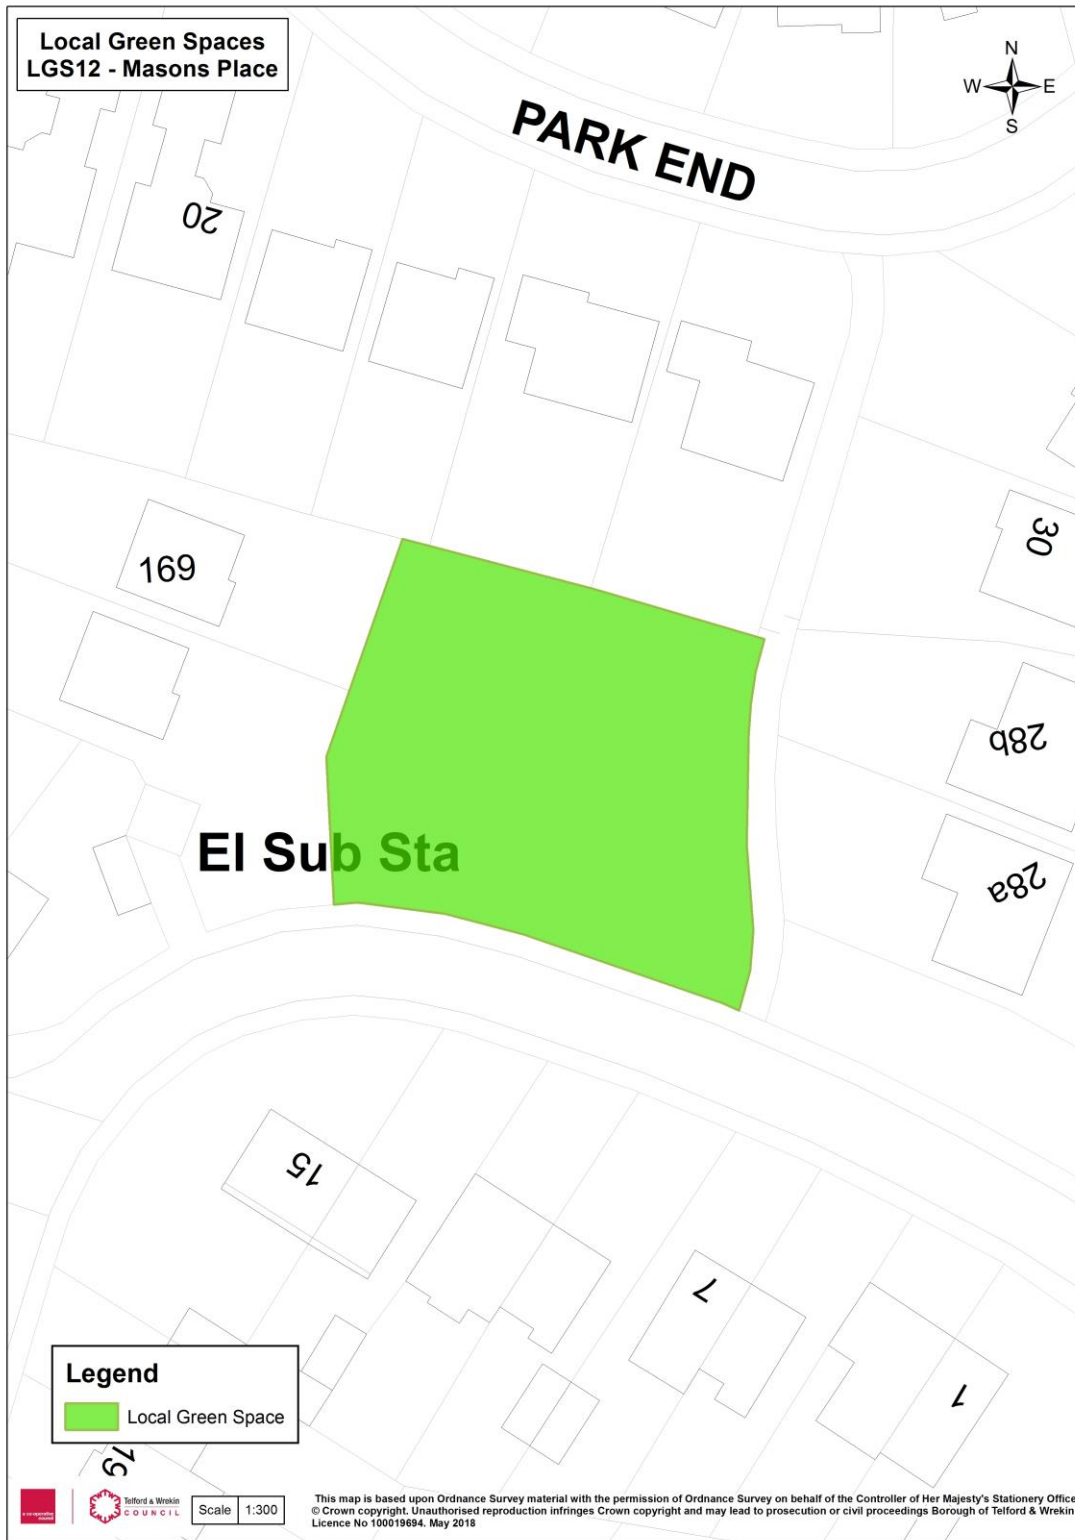 Local Green Spaces
LGS12 - Masons Place
N
W E
S
PARK END
20
169
30
28b
El Sub Sta
28a
15
7
1
Legend
Local Green Space
19
a co-operative
council
Telford & Wrekin
COUNCIL
Scale 1:300
This map is based upon Ordnance Survey material with the permission of Ordnance Survey on behalf of the Controller of Her Majesty's Stationery Office
© Crown copyright. Unauthorised reproduction infringes Crown copyright and may lead to prosecution or civil proceedings Borough of Telford & Wrekin
Licence No 100019694. May 2018